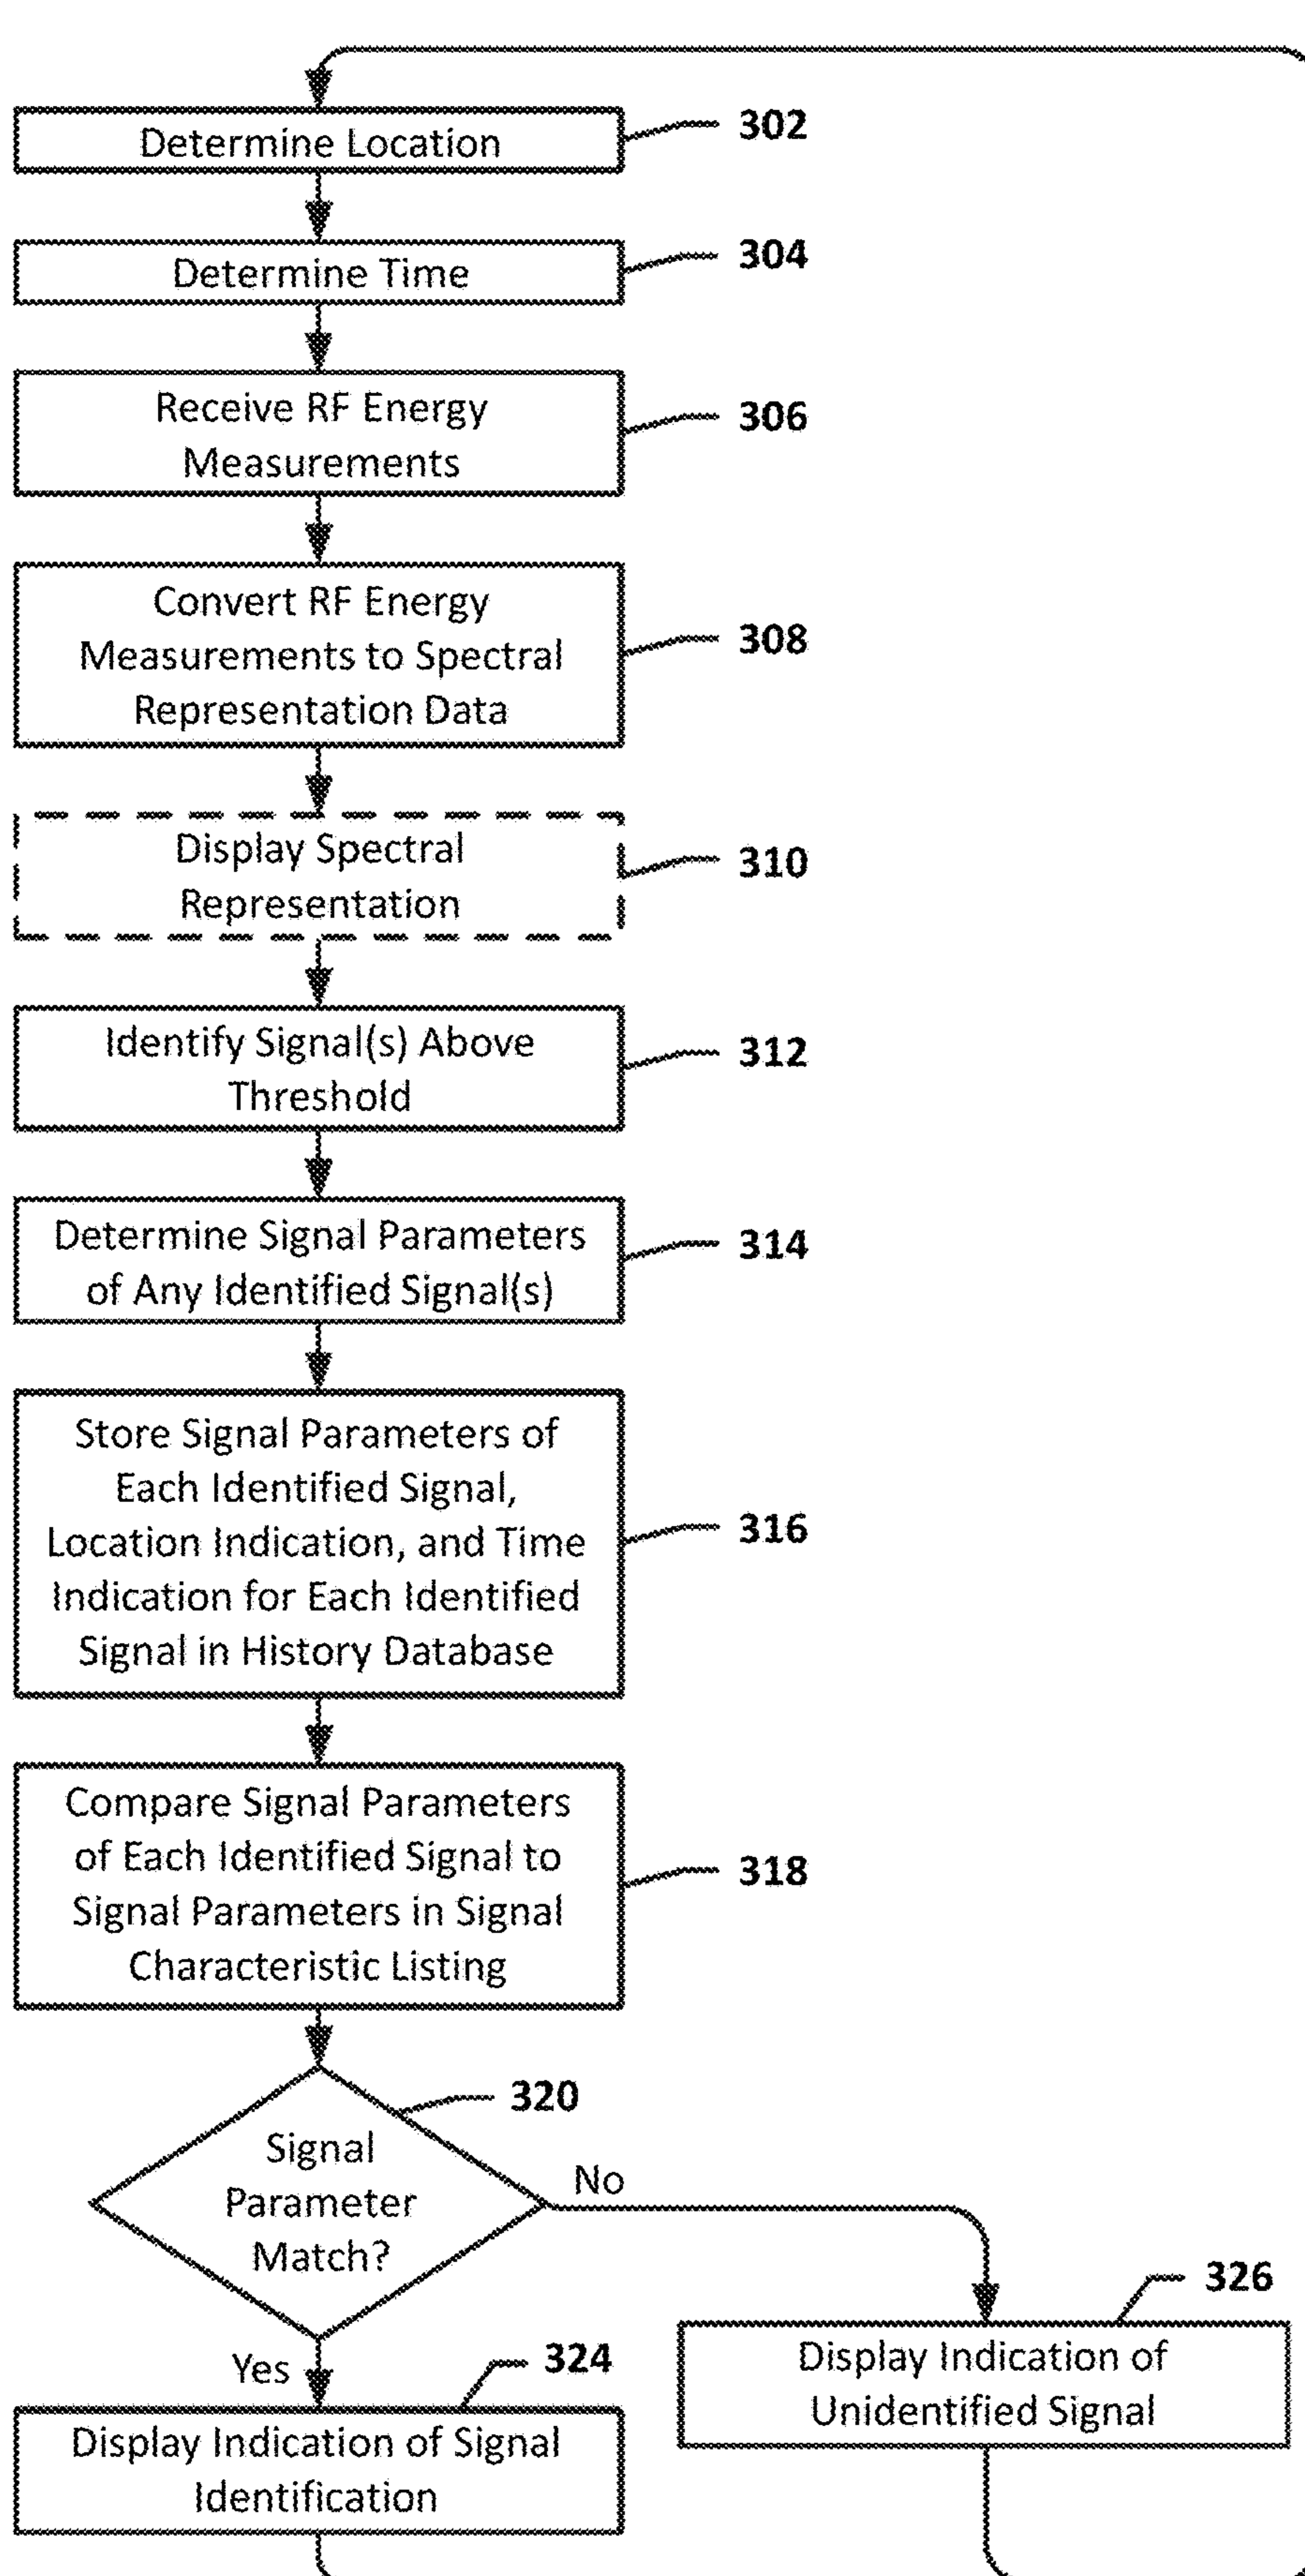 Determine Location
302
Determine Time
304
Receive RF Energy
Measurements
306
Convert RF Energy
Measurements to Spectral
Representation Data
308
Display Spectral
Representation
310
Identify Signal(s) Above
Threshold
312
Determine Signal Parameters
of Any Identified Signal(s)
314
Store Signal Parameters of
Each Identified Signal,
Location Indication, and Time
Indication for Each Identified
Signal in History Database
316
Compare Signal Parameters
of Each Identified Signal to
Signal Parameters in Signal
Characteristic Listing
318
320
Signal
Parameter
Match?
No
326
Display Indication of
Unidentified Signal
Yes
324
Display Indication of Signal
Identification